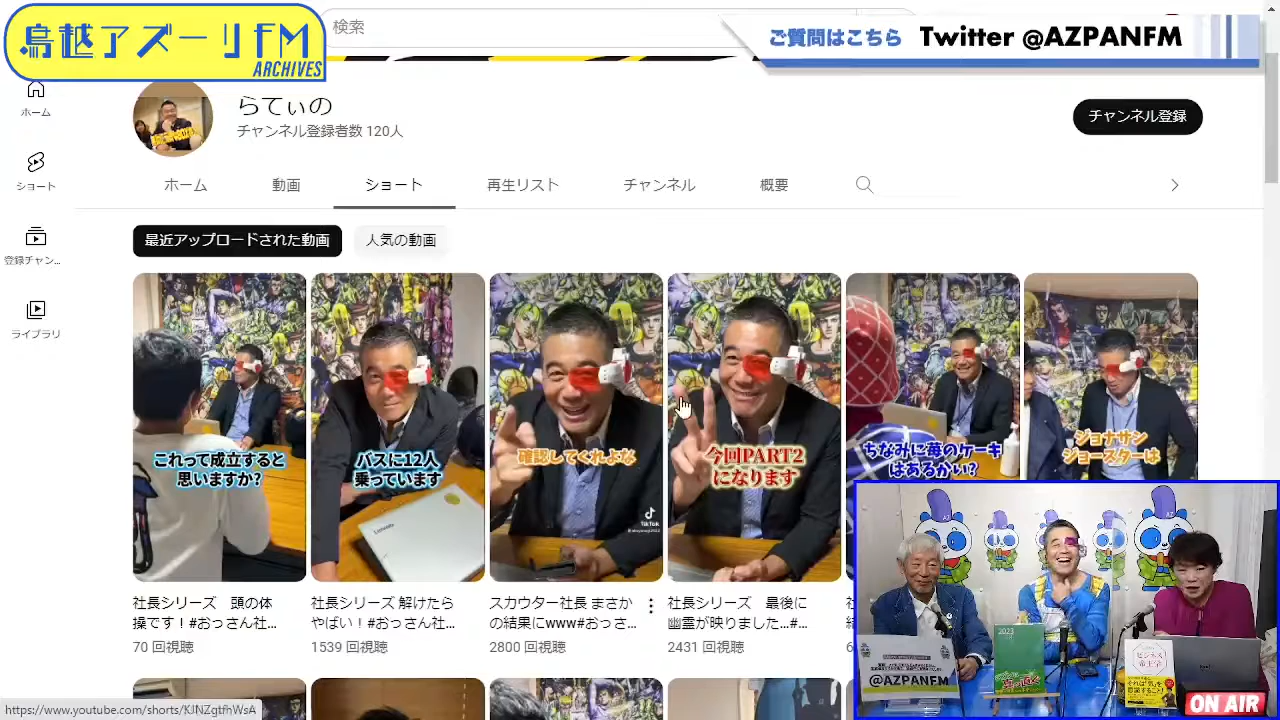 鳥越アズーリFM
ARCHIVES
検索
ご質問はこちら Twitter @AZPANFM
ホーム
ショート
登録チャン...
ライブラリ
らてぃの
チャンネル登録者数 120人
チャンネル登録
ホーム
動画
ショート
再生リスト
チャンネル
概要
最近アップロードされた動画
人気の動画
これって成立すると
思いますか?
バスに12人
乗っています
Lenovo
確認してくれよな
TikTok
今回PART2
になります
ちなみに苺のケーキ
はあるかい?
ジョナサン
ジョースターは
社長シリーズ 頭の体
操です！#おっさん社...
70 回視聴
社長シリーズ 解けたら
やばい！#おっさん社...
1539 回視聴
スカウター社長 まさか
の結果にwww#おっさ...
2800 回視聴
社長シリーズ 最後に
幽霊が映りました...#...
2431 回視聴
@AZPANFM
2023
ON AIR
https://www.youtube.com/shorts/KJlNZgtfhWsA